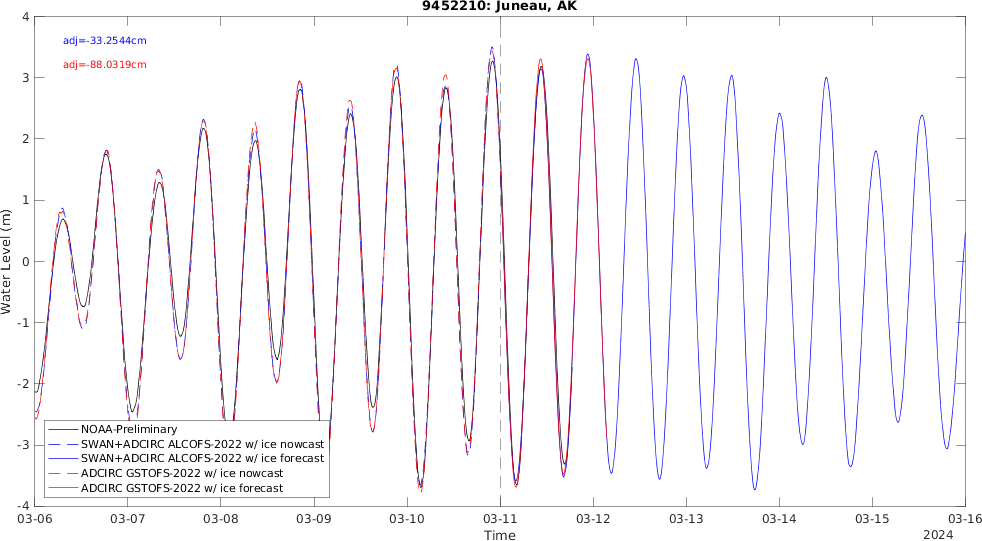 9452210: Juneau, AK
adj=-33.2544cm
adj=-88.0319cm
Water Level (m)
4
3
2
1
0
-1
-2
-3
-4
NOAA-Preliminary
SWAN+ADCIRC ALCOFS-2022 w/ ice nowcast
SWAN+ADCIRC ALCOFS-2022 w/ ice forecast
ADCIRC GSTOFS-2022 w/ ice nowcast
ADCIRC GSTOFS-2022 w/ ice forecast
03-06 03-07 03-08 03-09 03-10 03-11 03-12 03-13 03-14 03-15 03-16
Time
2024